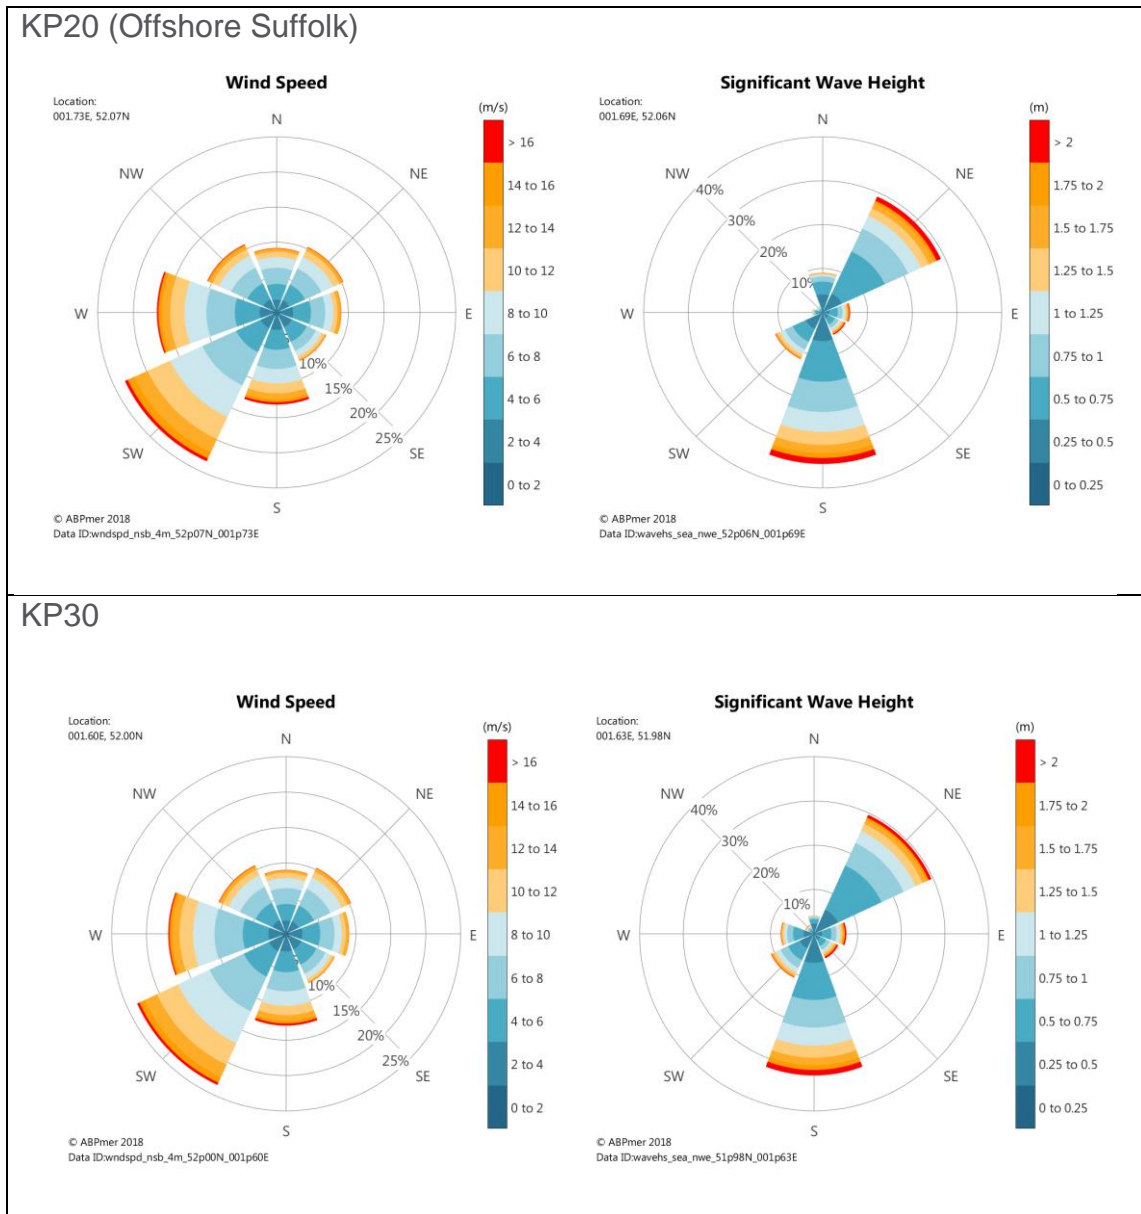 KP20 (Offshore Suffolk)
Wind Speed
Location:
001.73E, 52.07N
(m/s)
N
NE
E
SE
S
SW
W
NW
10%
15%
20%
25%
> 16
14 to 16
12 to 14
10 to 12
8 to 10
6 to 8
4 to 6
2 to 4
0 to 2
© ABPmer 2018
Data ID:wndspd_nsb_4m_52p07N_001p73E
Significant Wave Height
Location:
001.69E, 52.06N
(m)
N
NE
E
SE
S
SW
W
NW
40%
30%
20%
10%
> 2
1.75 to 2
1.5 to 1.75
1.25 to 1.5
1 to 1.25
0.75 to 1
0.5 to 0.75
0.25 to 0.5
0 to 0.25
© ABPmer 2018
Data ID:wavehs_sea_nwe_52p06N_001p69E
KP30
Wind Speed
Location:
001.60E, 52.00N
(m/s)
N
NE
E
SE
S
SW
W
NW
10%
15%
20%
25%
> 16
14 to 16
12 to 14
10 to 12
8 to 10
6 to 8
4 to 6
2 to 4
0 to 2
© ABPmer 2018
Data ID:wndspd_nsb_4m_52p00N_001p60E
Significant Wave Height
Location:
001.63E, 51.98N
(m)
N
NE
E
SE
S
SW
W
NW
40%
30%
20%
10%
> 2
1.75 to 2
1.5 to 1.75
1.25 to 1.5
1 to 1.25
0.75 to 1
0.5 to 0.75
0.25 to 0.5
0 to 0.25
© ABPmer 2018
Data ID:wavehs_sea_nwe_51p98N_001p63E